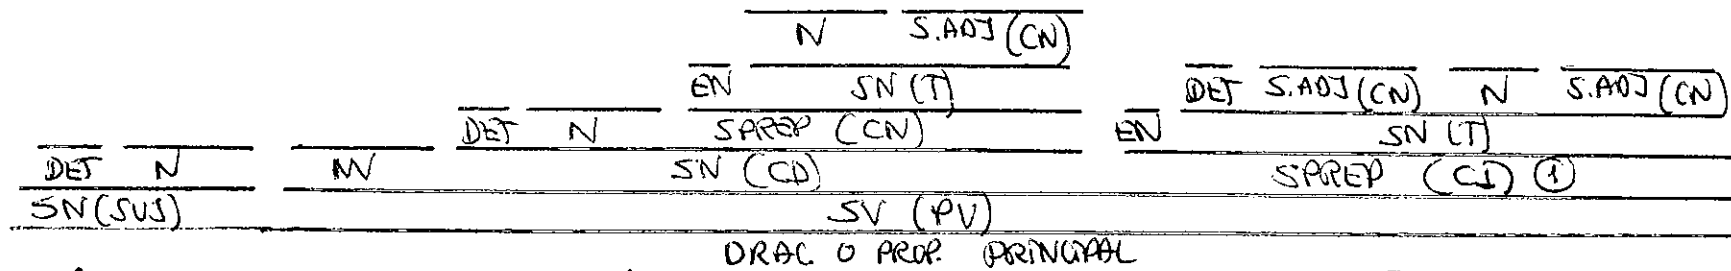 N S.ADJ (CN)
EN SN (T) DET S.ADJ (CN) N S.ADJ (CN)
DET N SPREP (CN) EN SN (T)
DET N NV SN (CD) SPREP (CI) ①
SN (SUJ) SV (PV)
ORAC. O PROP. PRINCIPAL